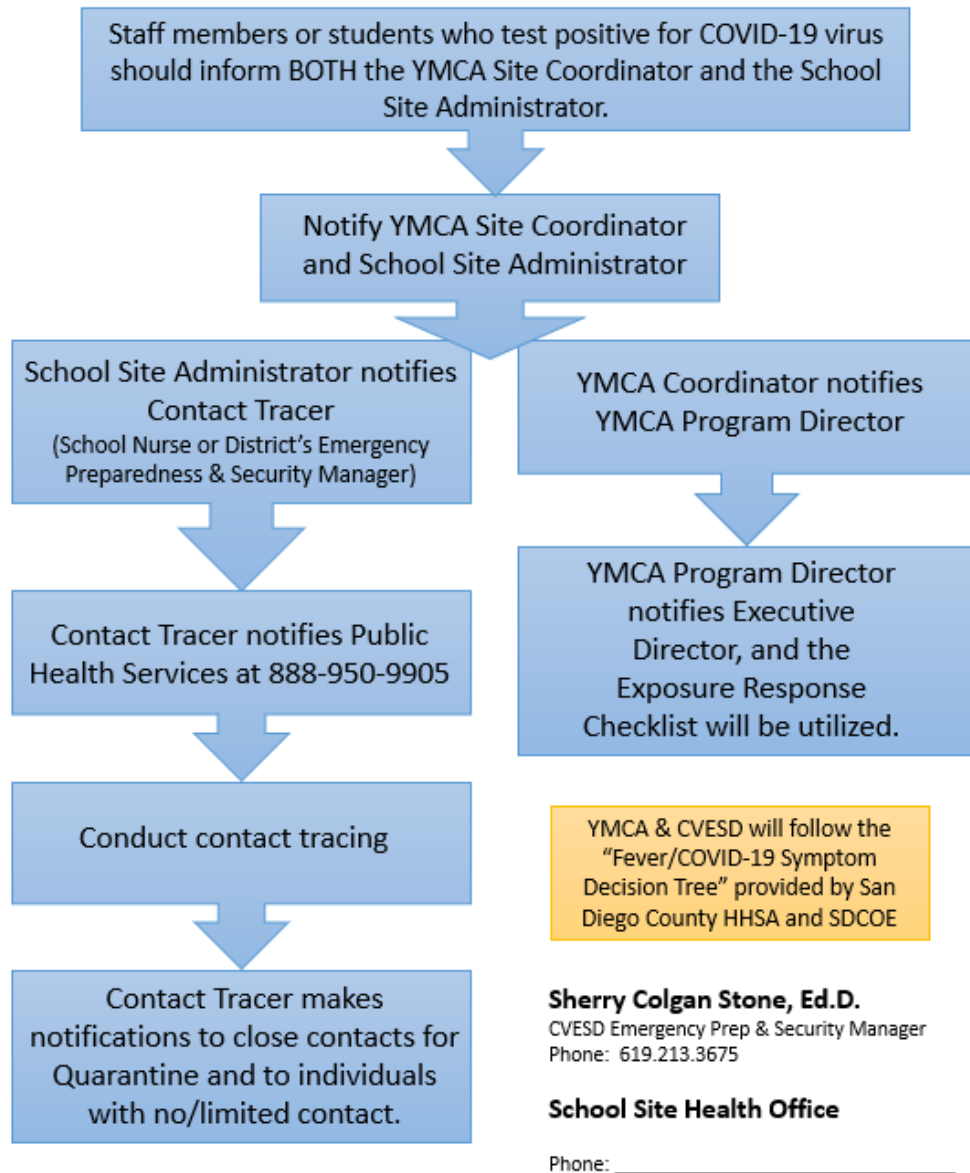 Staff members or students who test positive for COVID-19 virus
should inform BOTH the YMCA Site Coordinator and the School
Site Administrator.
Notify YMCA Site Coordinator
and School Site Administrator
School Site Administrator notifies
Contact Tracer
(School Nurse or District's Emergency
Preparedness & Security Manager)
Contact Tracer notifies Public
Health Services at 888-950-9905
Conduct contact tracing
Contact Tracer makes
notifications to close contacts for
Quarantine and to individuals
with no/limited contact.
YMCA Coordinator notifies
YMCA Program Director
YMCA Program Director
notifies Executive
Director, and the
Exposure Response
Checklist will be utilized.
YMCA & CVESD will follow the
“Fever/COVID-19 Symptom
Decision Tree” provided by San
Diego County HHSA and SDCOE
Sherry Colgan Stone, Ed.D.
CVESD Emergency Prep & Security Manager
Phone: 619.213.3675
School Site Health Office
Phone: ______________________________